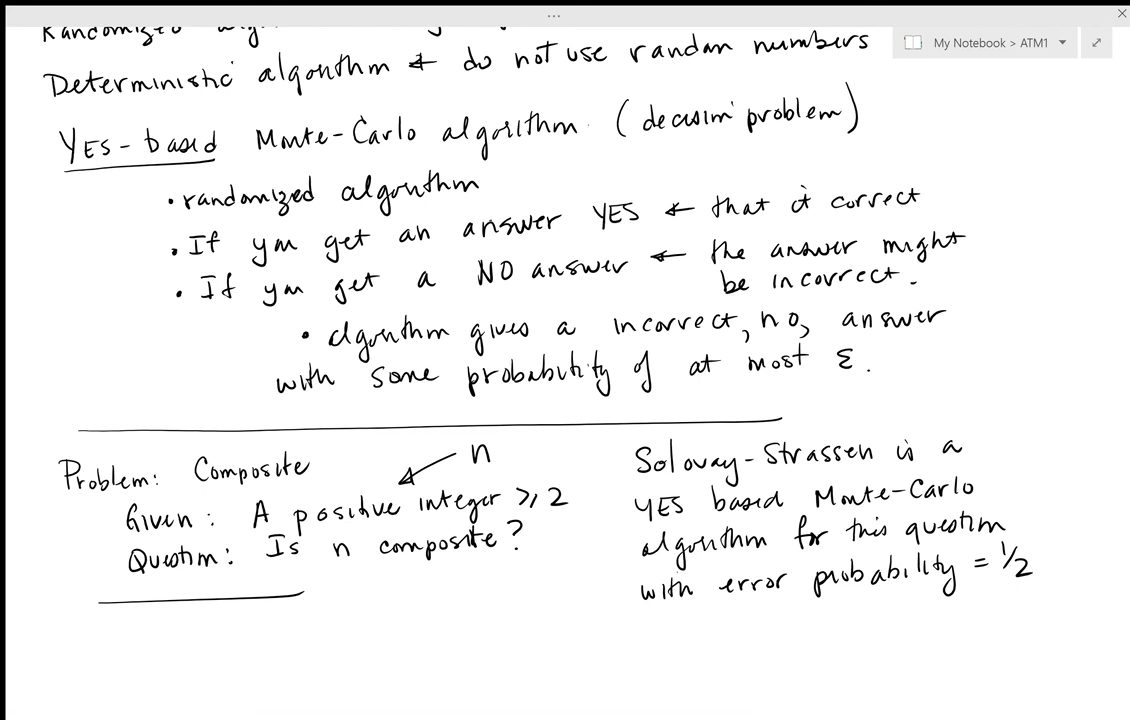 My Notebook > ATM1
Randomized
Deterministic algorithm ← do not use random numbers
YES-based Monte-Carlo algorithm. (decision problem)
• randomized algorithm
• If you get an answer YES ← that is correct
• If you get a NO answer ← the answer might
be incorrect.
• algorithm gives a incorrect, no, answer
with some probability of at most ε.
Problem: Composite
n
Given: A positive integer ⩾ 2
Question: Is n composite?
Solovay-Strassen is a
YES based Monte-Carlo
algorithm for this question
with error probability = 1/2